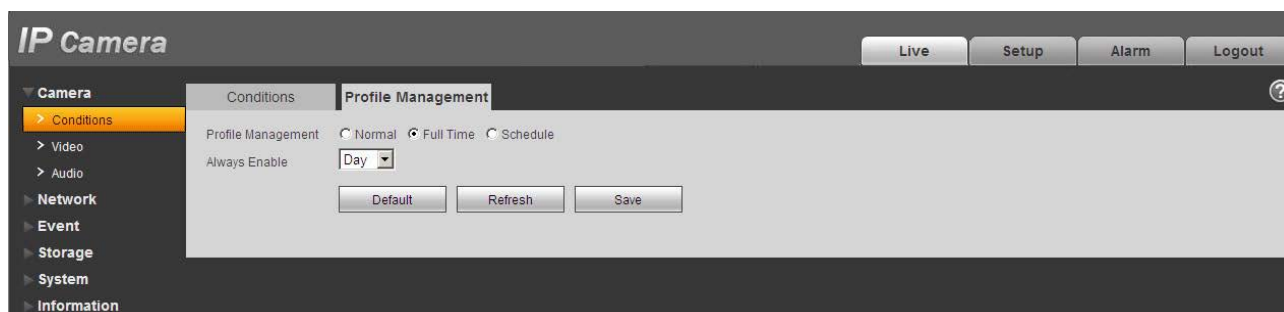 IP Camera
Live Setup Alarm Logout
Camera
Conditions
Video
Audio
Network
Event
Storage
System
Information
Conditions Profile Management
?
Profile Management Normal Full Time Schedule
Always Enable Day
Default Refresh Save